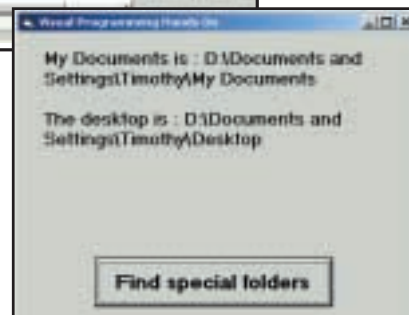 Visual Programming Hands On
My Documents is : D:\Documents and
Settings\Timothy\My Documents
The desktop is : D:\Documents and
Settings\Timothy\Desktop
Find special folders